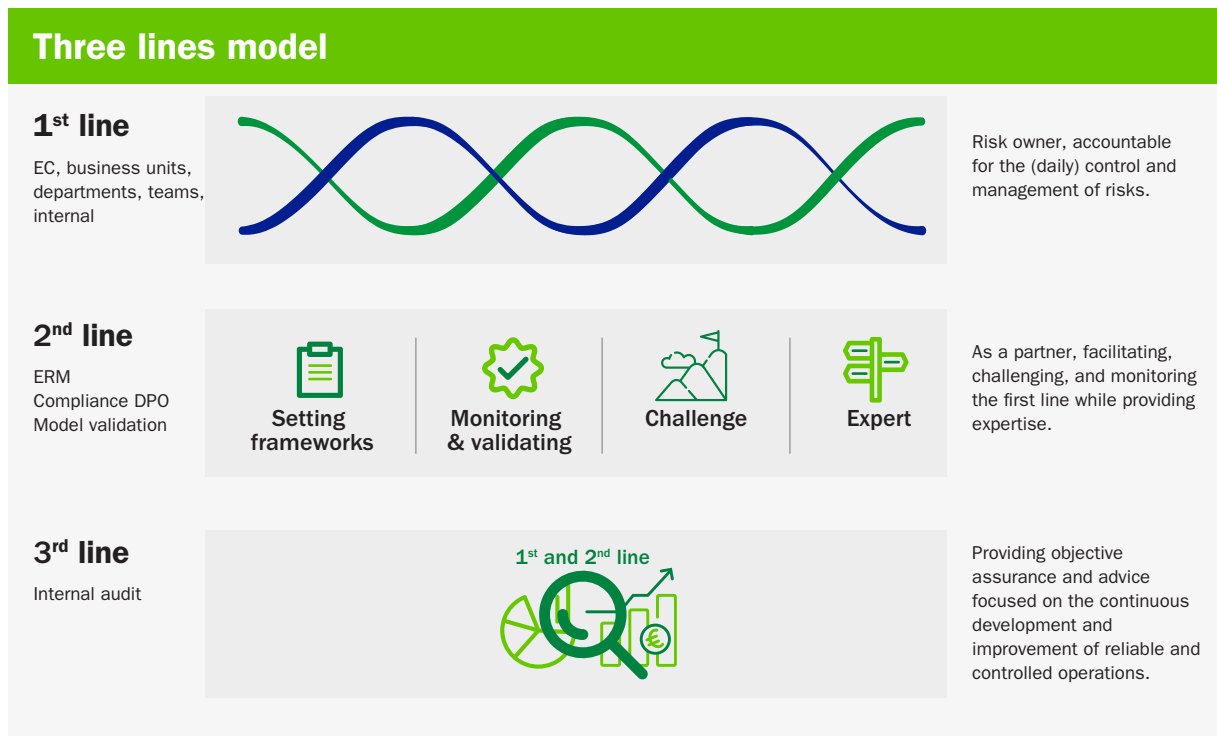 Three lines model
1st line
EC, business units,
departments, teams,
internal
Risk owner, accountable
for the (daily) control and
management of risks.
2nd line
ERM
Compliance DPO
Model validation
Setting
frameworks
Monitoring
& validating
Challenge
Expert
As a partner, facilitating,
challenging, and monitoring
the first line while providing
expertise.
3rd line
Internal audit
1st and 2nd line
€
Providing objective
assurance and advice
focused on the continuous
development and
improvement of reliable and
controlled operations.